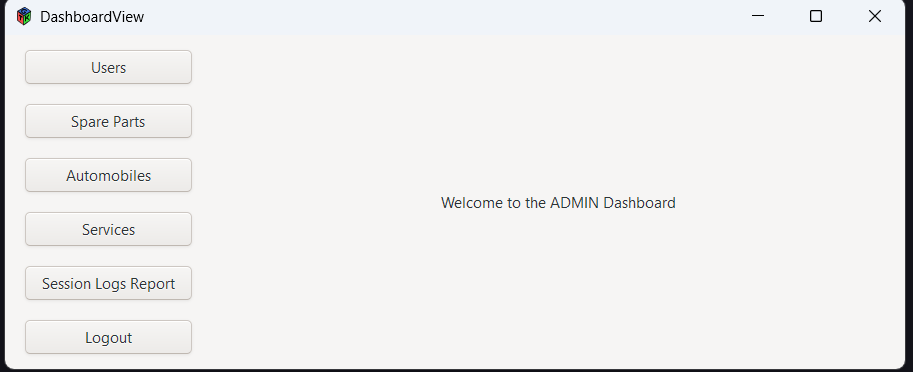 DashboardView
Users
Spare Parts
Automobiles
Services
Session Logs Report
Logout
Welcome to the ADMIN Dashboard